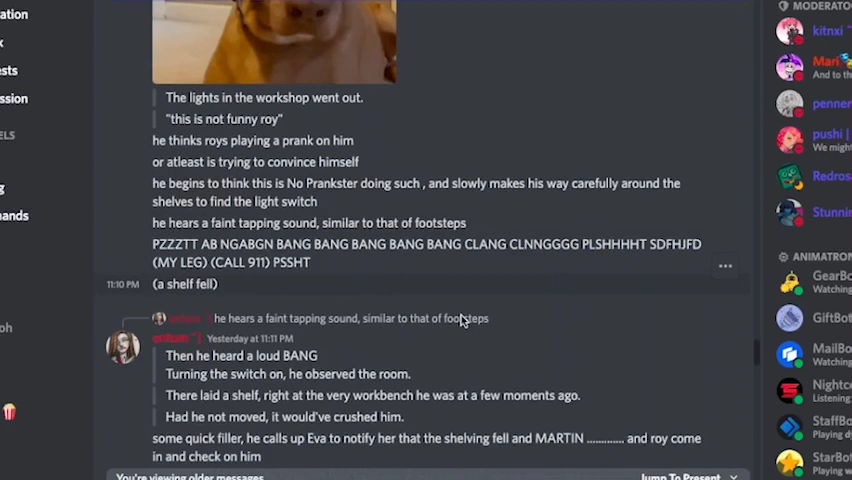 ation
MODERATO
x
kitnxi
ests
The lights in the workshop went out.
Mari
And to th
ssion
"this is not funny roy"
penner
he thinks roys playing a prank on him
ELS
or atleast is trying to convince himself
pushi |
We might
he begins to think this is No Prankster doing such , and slowly makes his way carefully around the
g
shelves to find the light switch
Redrosa
hands
he hears a faint tapping sound, similar to that of footsteps
Stunnin
PZZZTT AB NGABGN BANG BANG BANG BANG BANG CLANG CLNNGGGG PLSHHHHT SDFHJFD
(MY LEG) (CALL 911) PSSHT
ANIMATRON
11:10 PM (a shelf fell)
GearBo
Watching
he hears a faint tapping sound, similar to that of footsteps
GiftBot
oh
Yesterday at 11:11 PM
Then he heard a loud BANG
MailBo
Watching
Turning the switch on, he observed the room.
There laid a shelf, right at the very workbench he was at a few moments ago.
Nightc
Listening
Had he not moved, it would've crushed him.
StaffBo
Playing d
some quick filler, he calls up Eva to notify her that the shelving fell and MARTIN ............. and roy come
in and check on him
StarBot
Playing
You're viewing older messages
Jump To Present